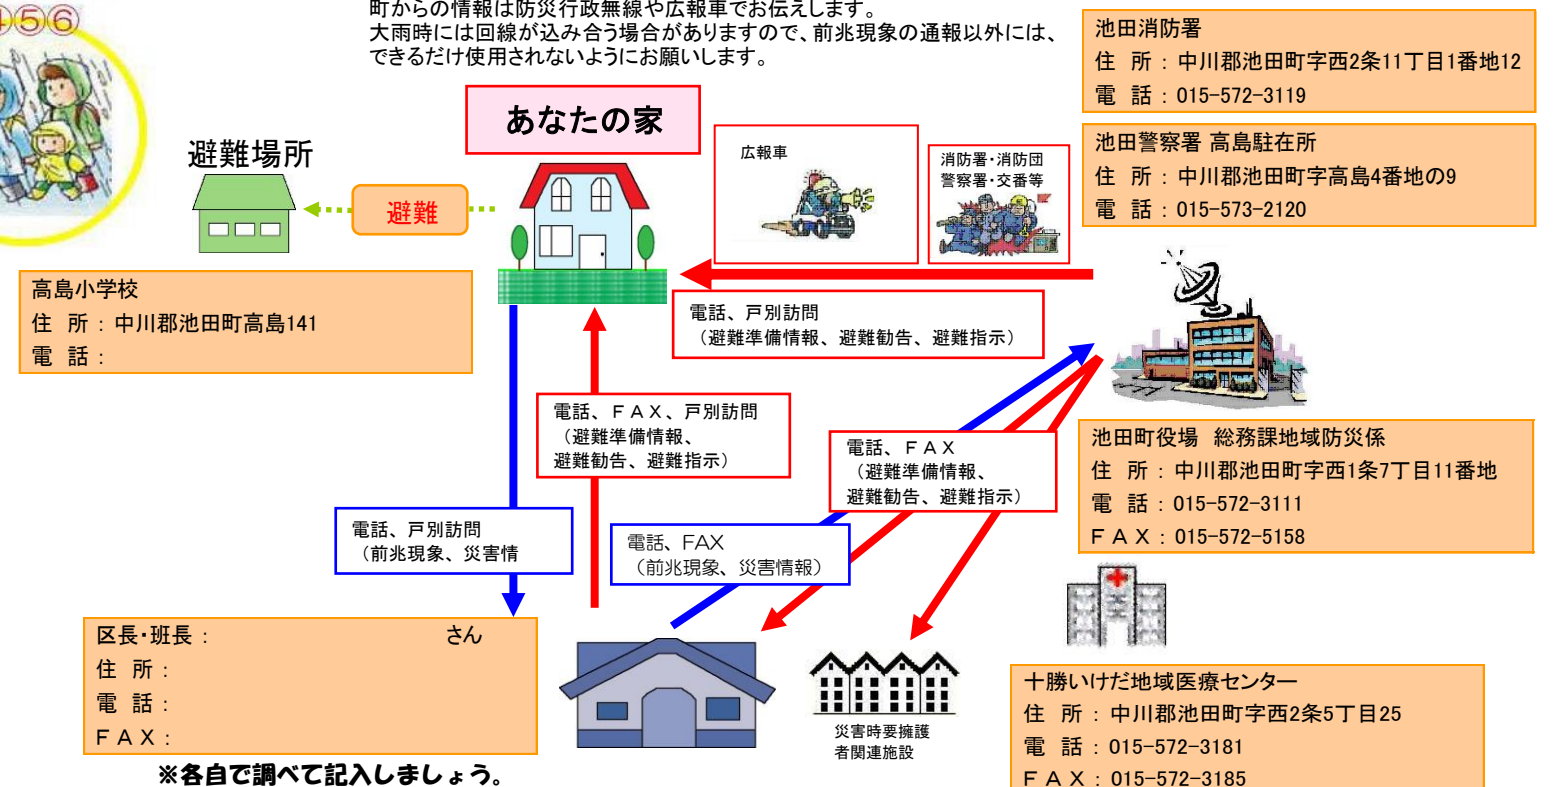 ④⑤⑥
町からの情報は防災行政無線や広報車でお伝えします。
大雨時には回線が込み合う場合がありますので、前兆現象の通報以外には、
できるだけ使用されないようにお願いします。
池田消防署
住 所：中川郡池田町字西2条11丁目1番地12
電 話：015-572-3119
池田警察署 高島駐在所
住 所：中川郡池田町字高島4番地の9
電 話：015-573-2120
あなたの家
広報車
消防署・消防団
警察署・交番等
避難場所
避難
高島小学校
住 所：中川郡池田町高島141
電 話：
電話、戸別訪問
（避難準備情報、避難勧告、避難指示）
電話、ＦＡＸ、戸別訪問
（避難準備情報、
避難勧告、避難指示）
電話、ＦＡＸ
（避難準備情報、
避難勧告、避難指示）
池田町役場 総務課地域防災係
住 所：中川郡池田町字西1条7丁目11番地
電 話：015-572-3111
ＦＡＸ：015-572-5158
電話、戸別訪問
（前兆現象、災害情
電話、FAX
（前兆現象、災害情報）
区長・班長： さん
住 所：
電 話：
ＦＡＸ：
※各自で調べて記入しましょう。
災害時要擁護
者関連施設
十勝いけだ地域医療センター
住 所：中川郡池田町字西2条5丁目25
電 話：015-572-3181
ＦＡＸ：015-572-3185